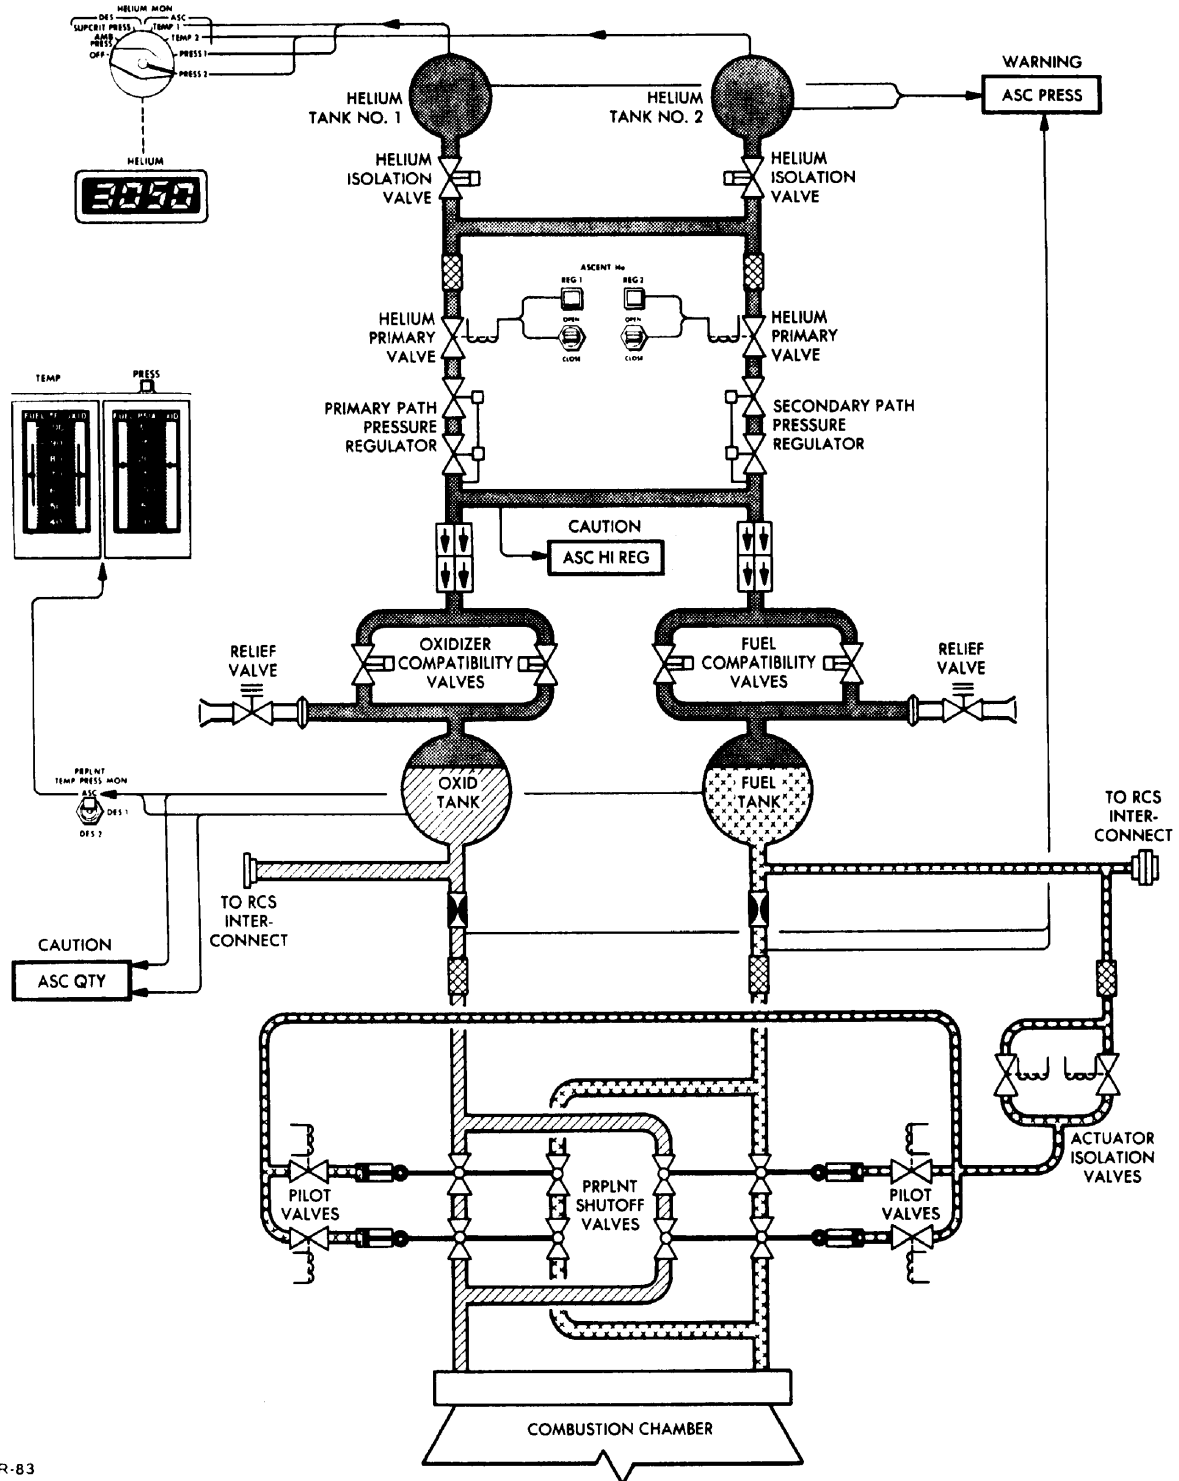 HELIUM MON
DES
ASC
SUPCRIT PRESS
TEMP 1
AMB
PRESS
TEMP 2
OFF
PRESS 1
PRESS 2
HELIUM
3050
HELIUM
TANK NO. 1
HELIUM
TANK NO. 2
WARNING
ASC PRESS
HELIUM
ISOLATION
VALVE
HELIUM
ISOLATION
VALVE
ASCENT He
REG 1
REG 2
OPEN
OPEN
CLOSE
CLOSE
HELIUM
PRIMARY
VALVE
HELIUM
PRIMARY
VALVE
TEMP
PRESS
PRIMARY PATH
PRESSURE
REGULATOR
SECONDARY PATH
PRESSURE
REGULATOR
CAUTION
ASC HI REG
RELIEF
VALVE
OXIDIZER
COMPATIBILITY
VALVES
FUEL
COMPATIBILITY
VALVES
RELIEF
VALVE
PRPLNT
TEMP PRESS MON
ASC
DES 1
DES 2
OXID
TANK
FUEL
TANK
TO RCS
INTER-
CONNECT
TO RCS
INTER-
CONNECT
CAUTION
ASC QTY
ACTUATOR
ISOLATION
VALVES
PILOT
VALVES
PRPLNT
SHUTOFF
VALVES
PILOT
VALVES
COMBUSTION CHAMBER
R-83